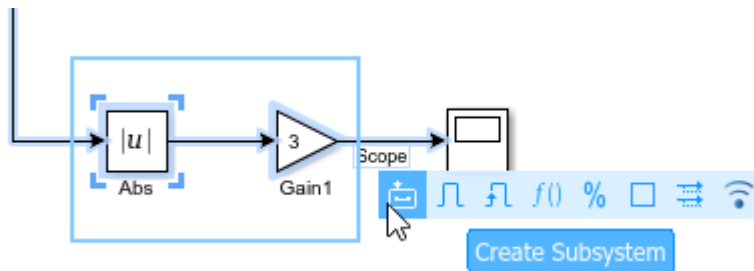 |u|
3
Scope
Abs
Gain1
f()
%
Create Subsystem